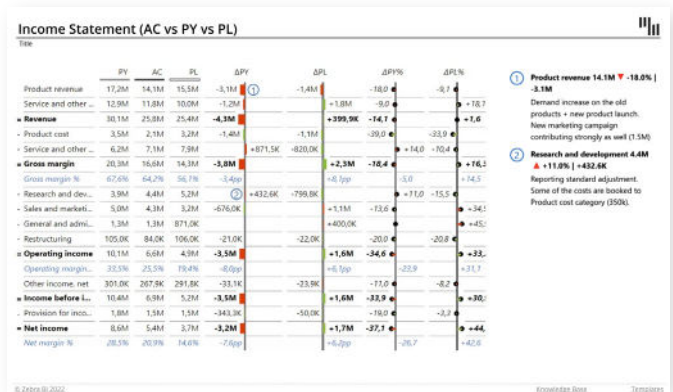 Income Statement (AC vs PY vs PL)
Title
PY AC PL ΔPY ΔPL ΔPY% ΔPL%
Product revenue 17,2M 14,1M 15,5M -3,1M 1 -1,4M -18,0 -9,1
Service and other ... 12,9M 11,8M 10,0M -1,2M +1,8M -9,0 +18,1
= Revenue 30,1M 25,8M 25,4M -4,3M +399,9K -14,1 +1,6
- Product cost 3,5M 2,1M 3,2M -1,4M -1,1M -39,0 -33,9
- Service and other ... 6,2M 7,1M 7,9M +871,5K -820,0K +14,0 -10,4
= Gross margin 20,3M 16,6M 14,3M -3,8M +2,3M -18,4 +16,5
Gross margin % 67,6% 64,2% 56,1% -3,4pp +8,1pp -5,0 +14,5
- Research and dev... 3,9M 4,4M 5,2M 2 +432,6K -799,8K +11,0 -15,5
- Sales and marketi... 5,0M 4,3M 3,2M -676,0K +1,1M -13,6 +34,
- General and admi... 1,3M 1,3M 871,0K +400,0K +45,
- Restructuring 105,0K 84,0K 106,0K -21,0K -22,0K -20,0 -20,8
= Operating income 10,1M 6,6M 4,9M -3,5M +1,6M -34,6 +33,
Operating margin... 33,5% 25,5% 19,4% -8,0pp +6,1pp -23,9 +31,1
Other income, net 301,0K 267,9K 291,8K -33,1K -23,9K -11,0 -8,2
= Income before i... 10,4M 6,9M 5,2M -3,5M +1,6M -33,9 +30,
- Provision for inco... 1,8M 1,5M 1,5M -343,3K -50,0K -19,0 -3,3
= Net income 8,6M 5,4M 3,7M -3,2M +1,7M -37,1 +44,
Net margin % 28,5% 20,9% 14,6% -7,6pp +6,2pp -26,7 +42,6
1 Product revenue 14.1M ▼ -18.0% |
-3.1M
Demand increase on the old
products + new product launch.
New marketing campaign
contributing strongly as well (1.5M)
2 Research and development 4.4M
▲ +11.0% | +432.6K
Reporting standard adjustment.
Some of the costs are booked to
Product cost category (350k).
© Zebra BI 2022 Knowledge Base Templates